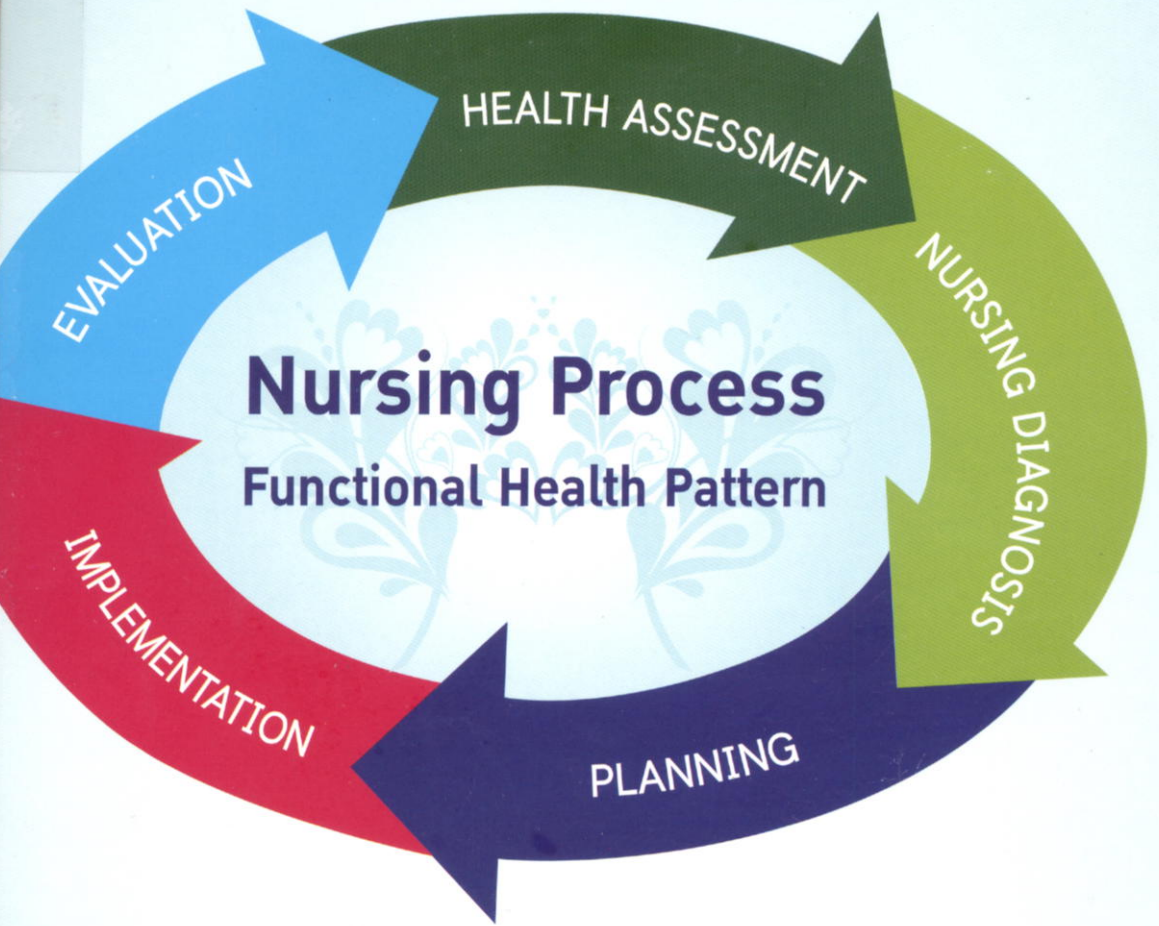 HEALTH ASSESSMENT
NURSING DIAGNOSIS
PLANNING
IMPLEMENTATION
EVALUATION
Nursing Process
Functional Health Pattern